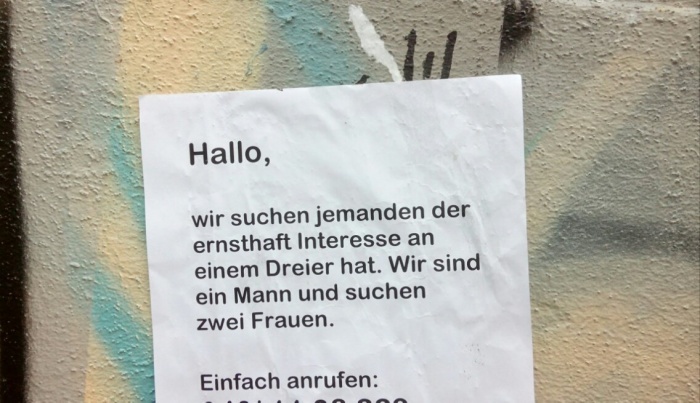 Hallo,
wir suchen jemanden der
ernsthaft Interesse an
einem Dreier hat. Wir sind
ein Mann und suchen
zwei Frauen.
Einfach anrufen: